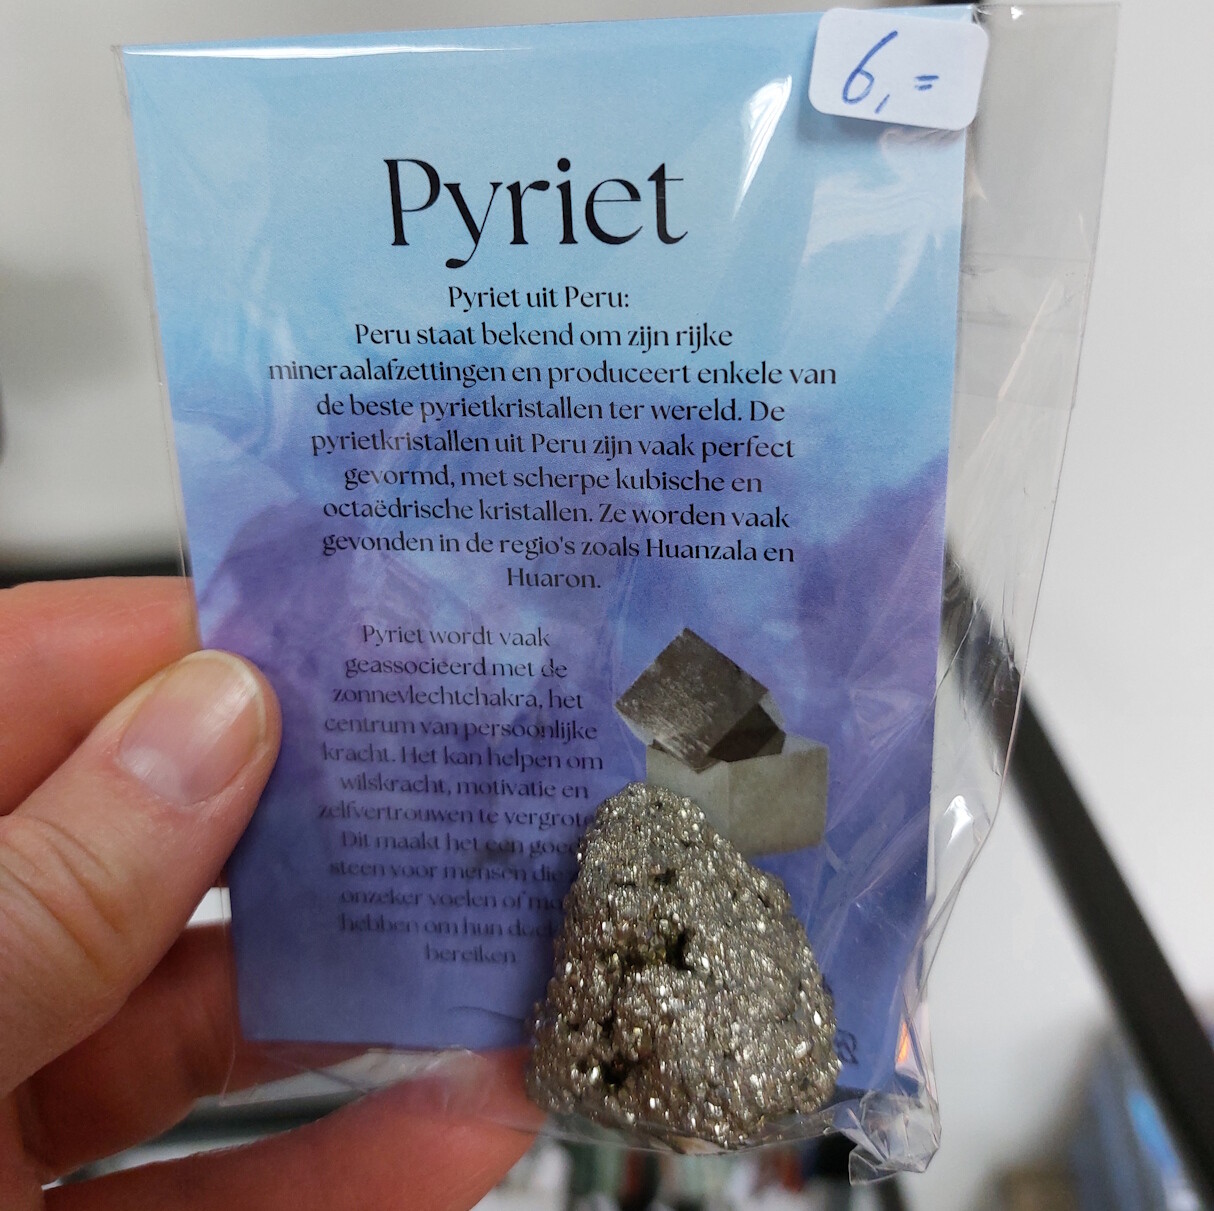 6,=
Pyriet
Pyriet uit Peru:
Peru staat bekend om zijn rijke
mineraalafzettingen en produceert enkele van
de beste pyrietkristallen ter wereld. De
pyrietkristallen uit Peru zijn vaak perfect
gevormd, met scherpe kubische en
octaëdrische kristallen. Ze worden vaak
gevonden in de regio's zoals Huanzala en
Huaron.
Pyriet wordt vaak
geassocieerd met de
zonnevlechtchakra, het
centrum van persoonlijke
kracht. Het kan helpen om
wilskracht, motivatie en
zelfvertrouwen te
Dit maakt het een
steen voor mensen die
onzeker voelen of
hebben om hun
bereiken